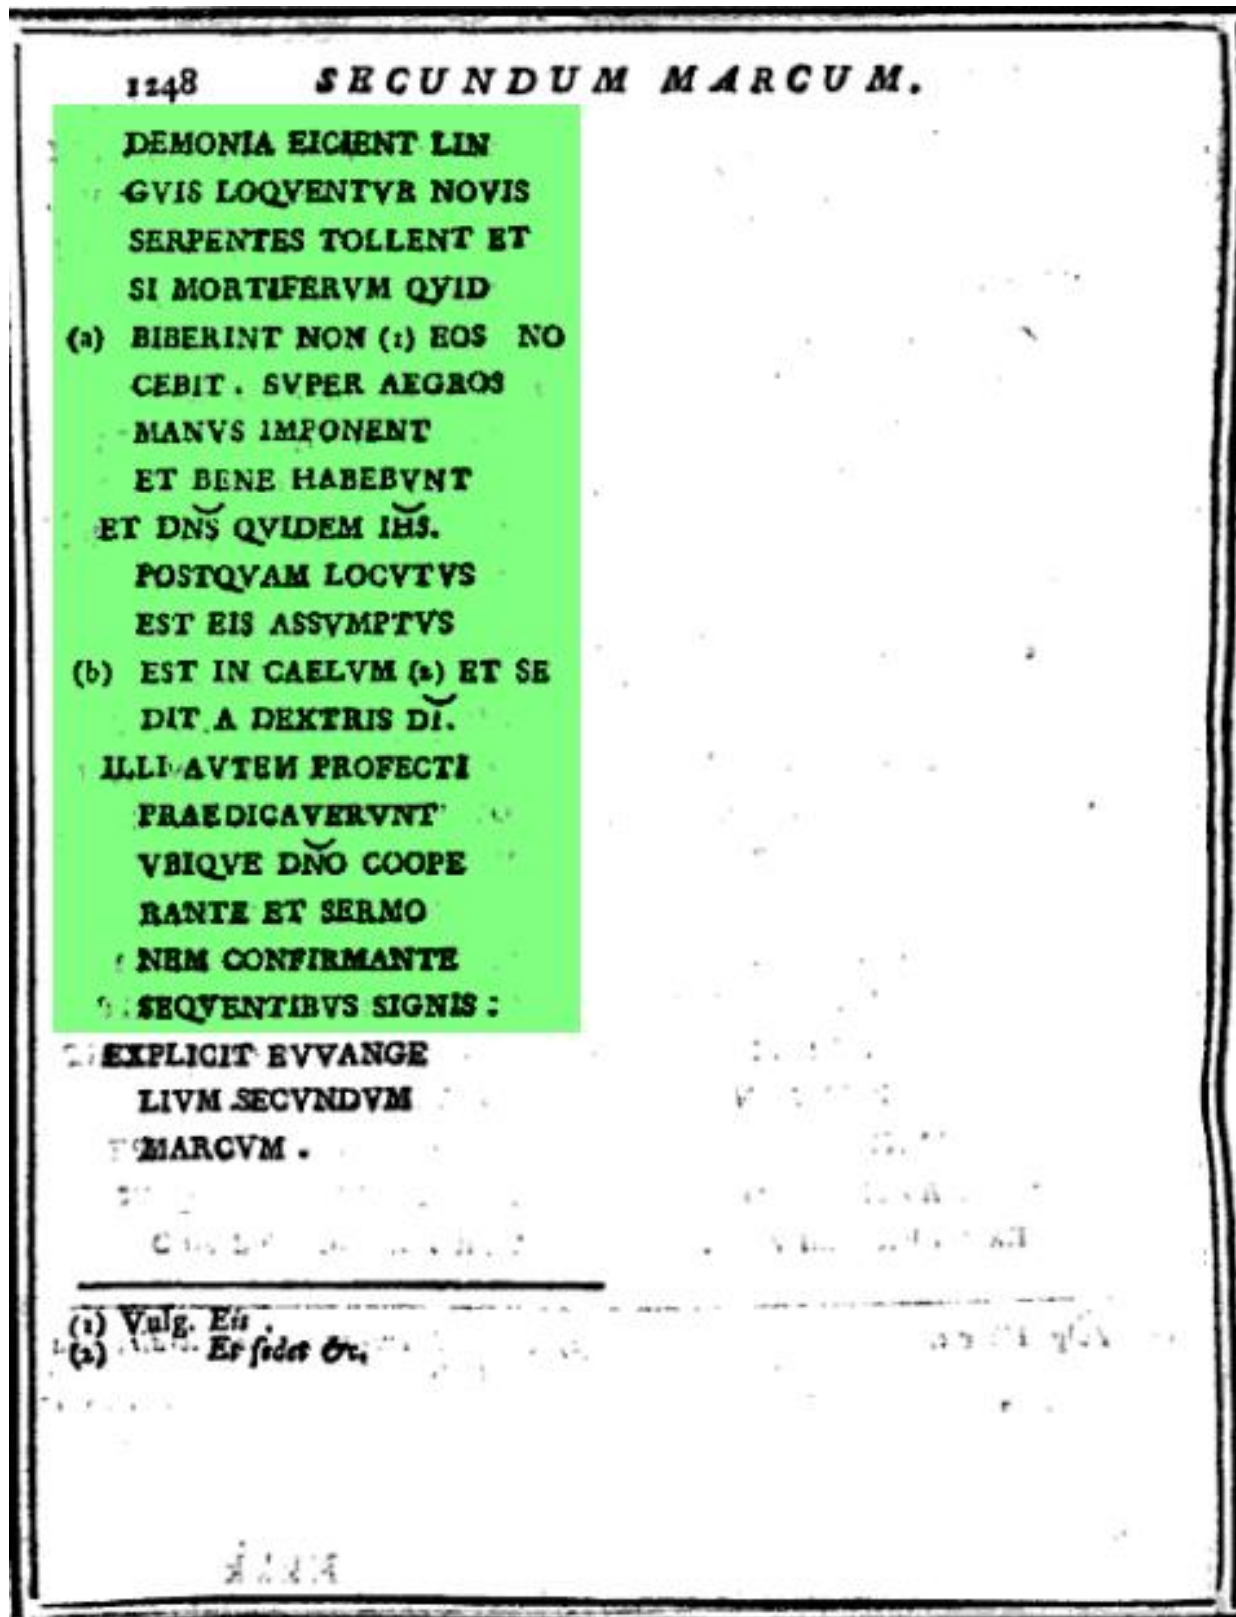 1248 SECUNDUM MARCUM.
DEMONIA EICIENT LIN
GVIS LOQVENTVR NOVIS
SERPENTES TOLLENT ET
SI MORTIFERVM QVID
(a) BIBERINT NON (1) EOS NO
CEBIT . SVPER AEGROS
MANVS IMPONENT
ET BENE HABEBVNT
ET DNS̆ QVIDEM IH̆S.
POSTQVAM LOCVTVS
EST EIS ASSVMPTVS
(b) EST IN CAELVM (2) ET SE
DIT A DEXTRIS DĬ.
ILLI AVTEM PROFECTI
PRAEDICAVERVNT
VBIQVE DN̆O COOPE
RANTE ET SERMO
NEM CONFIRMANTE
SEQVENTIBVS SIGNIS :
EXPLICIT EVVANGE
LIVM SECVNDVM
MARCVM .
(1) Vulg. Eis .
(2) Et sedet &c.